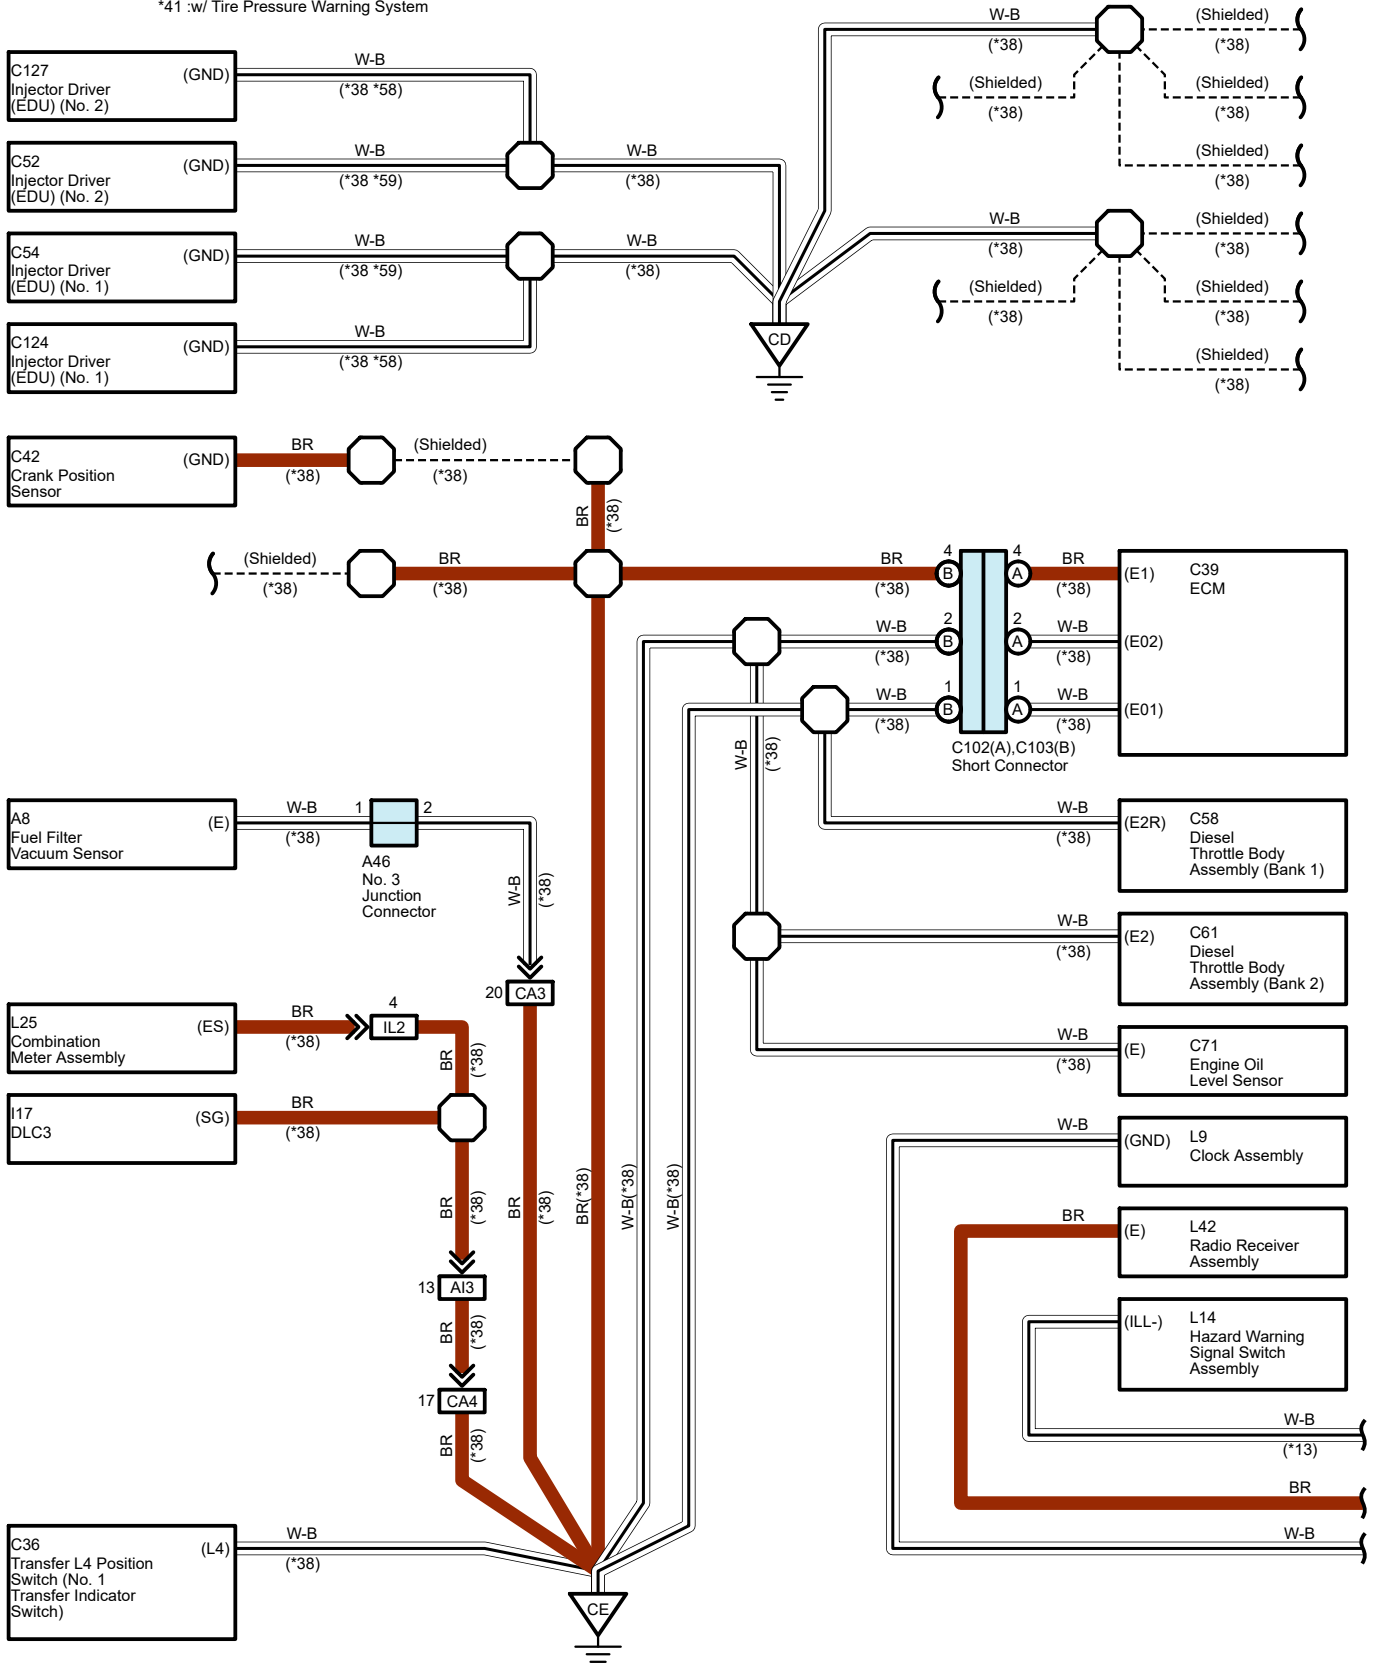 *41 :w/ Tire Pressure Warning System
C127
Injector Driver
(EDU) (No. 2)
(GND)
W-B
(*38 *58)
C52
Injector Driver
(EDU) (No. 2)
(GND)
W-B
(*38 *59)
W-B
(*38)
C54
Injector Driver
(EDU) (No. 1)
(GND)
W-B
(*38 *59)
W-B
(*38)
C124
Injector Driver
(EDU) (No. 1)
(GND)
W-B
(*38 *58)
CD
W-B
(*38)
(Shielded)
(*38)
(Shielded)
(*38)
(Shielded)
(*38)
(Shielded)
(*38)
W-B
(*38)
(Shielded)
(*38)
(Shielded)
(*38)
(Shielded)
(*38)
(Shielded)
(*38)
C42
Crank Position
Sensor
(GND)
BR
(*38)
(Shielded)
(*38)
BR
(*38)
(Shielded)
(*38)
BR
(*38)
BR
(*38)
4
B
4
A
BR
(*38)
(E1)
C39
ECM
W-B
(*38)
2
B
2
A
W-B
(*38)
(E02)
W-B
(*38)
1
B
1
A
W-B
(*38)
(E01)
C102(A),C103(B)
Short Connector
W-B
(*38)
A8
Fuel Filter
Vacuum Sensor
(E)
W-B
(*38)
1
2
A46
No. 3
Junction
Connector
W-B
(*38)
20
CA3
W-B
(*38)
(E2R)
C58
Diesel
Throttle Body
Assembly (Bank 1)
W-B
(*38)
(E2)
C61
Diesel
Throttle Body
Assembly (Bank 2)
L25
Combination
Meter Assembly
(ES)
BR
(*38)
4
IL2
BR
(*38)
W-B
(*38)
(E)
C71
Engine Oil
Level Sensor
I17
DLC3
(SG)
BR
(*38)
W-B
(GND)
L9
Clock Assembly
BR
(*38)
BR
(*38)
BR(*38)
W-B(*38)
W-B(*38)
BR
(E)
L42
Radio Receiver
Assembly
13
AI3
BR
(*38)
(ILL-)
L14
Hazard Warning
Signal Switch
Assembly
17
CA4
BR
(*38)
W-B
(*13)
BR
W-B
C36
Transfer L4 Position
Switch (No. 1
Transfer Indicator
Switch)
(L4)
W-B
(*38)
CE